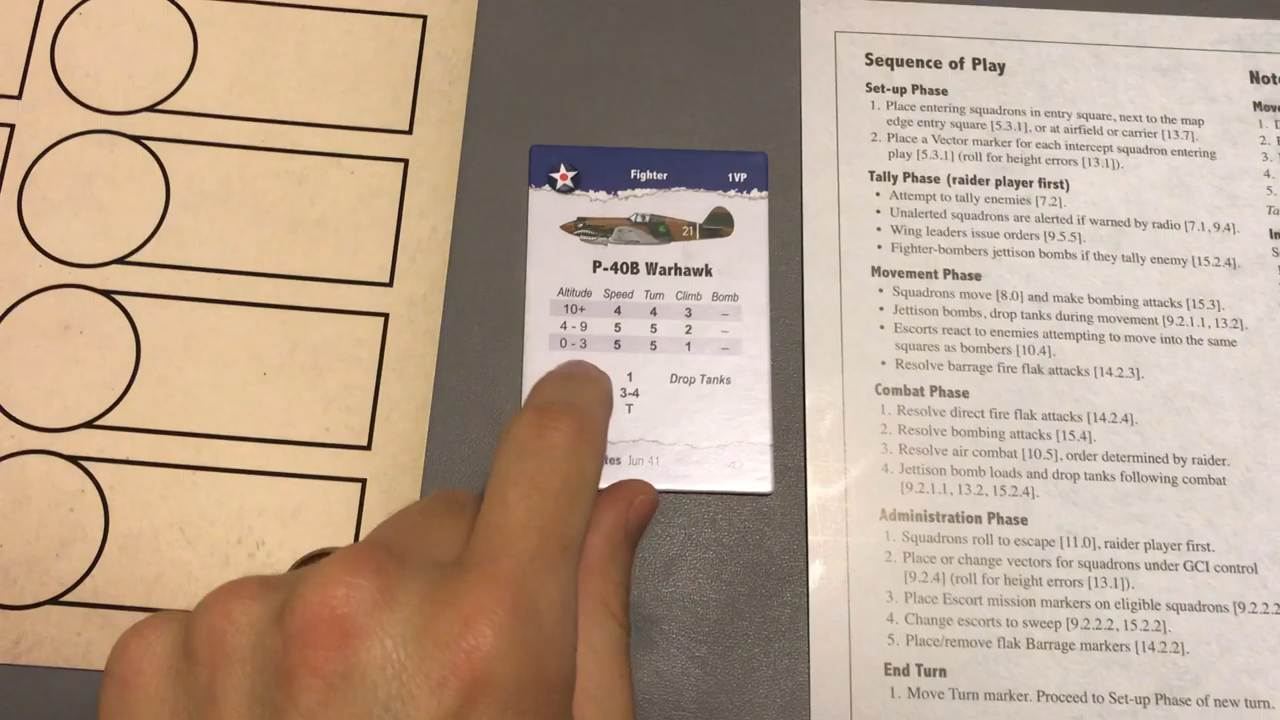 Fighter 1VP
21
P-40B Warhawk
Altitude Speed Turn Climb Bomb
10+ 4 4 3 –
4 - 9 5 5 2 –
0 - 3 5 5 1 –
1 Drop Tanks
3-4
T
Jun 41
Sequence of Play
Set-up Phase
1. Place entering squadrons in entry square, next to the map
edge entry square [5.3.1], or at airfield or carrier [13.7].
2. Place a Vector marker for each intercept squadron entering
play [5.3.1] (roll for height errors [13.1]).
Tally Phase (raider player first)
• Attempt to tally enemies [7.2].
• Unalerted squadrons are alerted if warned by radio [7.1, 9.4].
• Wing leaders issue orders [9.5.5].
• Fighter-bombers jettison bombs if they tally enemy [15.2.4].
Movement Phase
• Squadrons move [8.0] and make bombing attacks [15.3].
• Jettison bombs, drop tanks during movement [9.2.1.1, 13.2].
• Escorts react to enemies attempting to move into the same
squares as bombers [10.4].
• Resolve barrage fire flak attacks [14.2.3].
Combat Phase
1. Resolve direct fire flak attacks [14.2.4].
2. Resolve bombing attacks [15.4].
3. Resolve air combat [10.5], order determined by raider.
4. Jettison bomb loads and drop tanks following combat
[9.2.1.1, 13.2, 15.2.4].
Administration Phase
1. Squadrons roll to escape [11.0], raider player first.
2. Place or change vectors for squadrons under GCI control
[9.2.4] (roll for height errors [13.1]).
3. Place Escort mission markers on eligible squadrons [9.2.2.2
4. Change escorts to sweep [9.2.2.2, 15.2.2].
5. Place/remove flak Barrage markers [14.2.2].
End Turn
1. Move Turn marker. Proceed to Set-up Phase of new turn.
1.
2.
3.
4.
5.